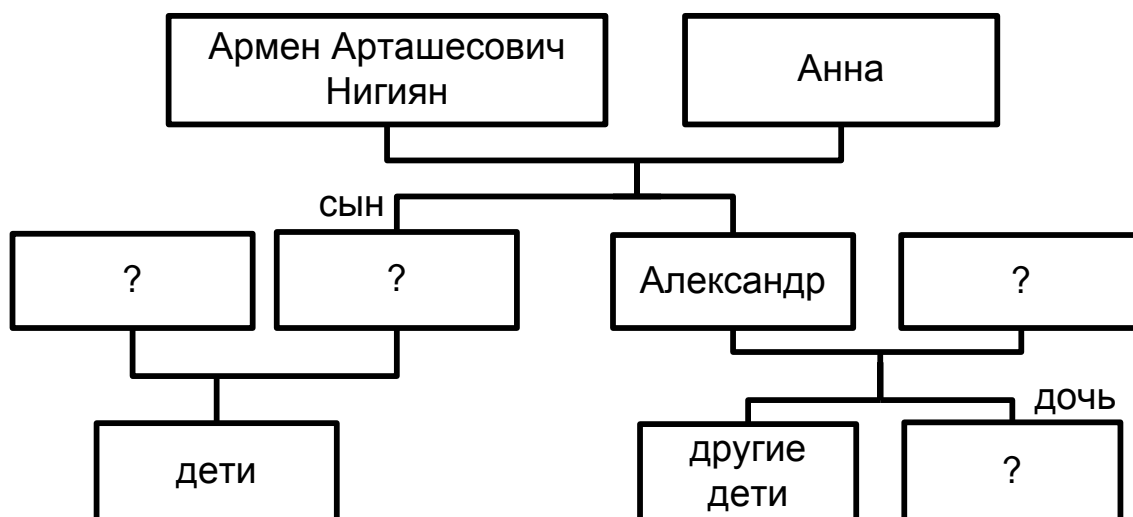 Армен Арташесович
Нигиян
Анна
сын
?
?
Александр
?
дети
другие
дети
дочь
?